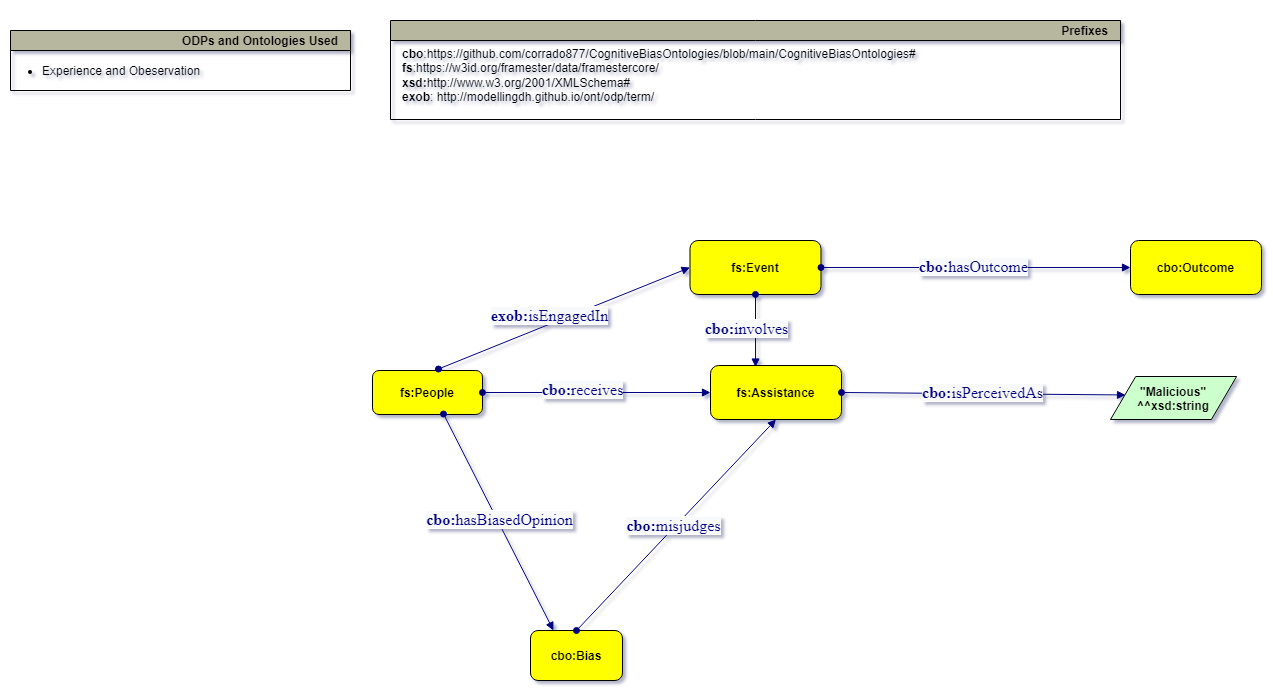 ODPs and Ontologies Used
Experience and Obeservation
Prefixes
cbo:https://github.com/corrado877/CognitiveBiasOntologies/blob/main/CognitiveBiasOntologies#
fs:https://w3id.org/framester/data/framestercore/
xsd:http://www.w3.org/2001/XMLSchema#
exob: http://modellingdh.github.io/ont/odp/term/
fs:Event
cbo:hasOutcome
cbo:Outcome
exob:isEngagedIn
cbo:involves
fs:People
cbo:receives
fs:Assistance
cbo:isPerceivedAs
"Malicious"
^^xsd:string
cbo:hasBiasedOpinion
cbo:misjudges
cbo:Bias